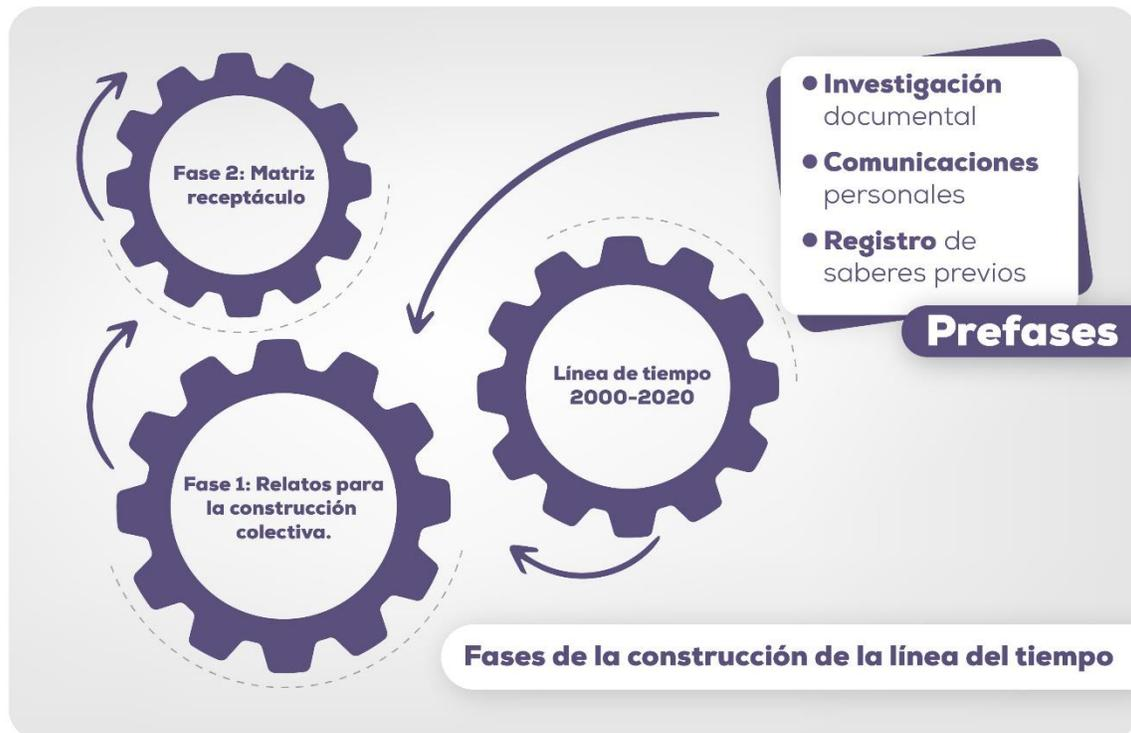 Fase 2: Matriz
receptáculo
Investigación
documental
Comunicaciones
personales
Registro de
saberes previos
Prefases
Línea de tiempo
2000-2020
Fase 1: Relatos para
la construcción
colectiva.
Fases de la construcción de la línea del tiempo